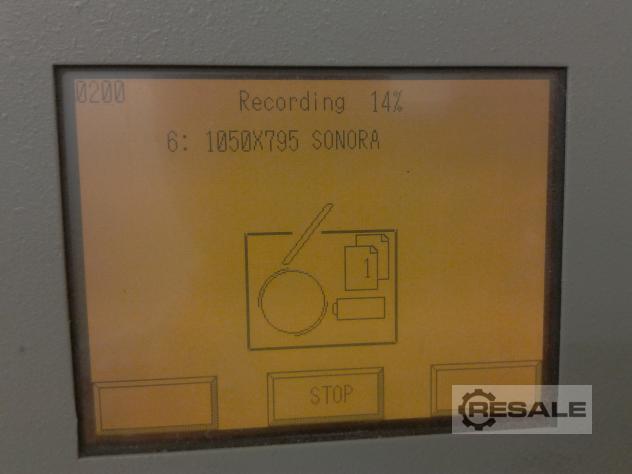 0200
Recording 14%
6: 1050X795 SONORA
1
STOP
RESALE